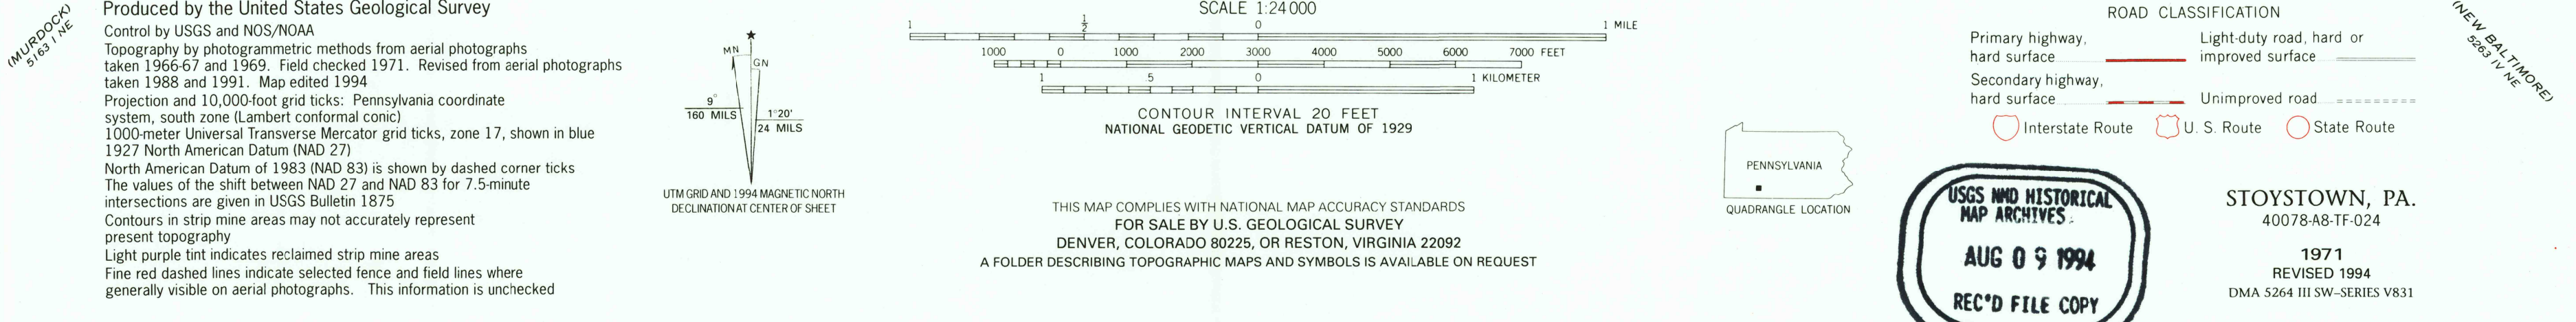 (MURDOCK)
5163 I NE
Produced by the United States Geological Survey
Control by USGS and NOS/NOAA
Topography by photogrammetric methods from aerial photographs
taken 1966-67 and 1969. Field checked 1971. Revised from aerial photographs
taken 1988 and 1991. Map edited 1994
Projection and 10,000-foot grid ticks: Pennsylvania coordinate
system, south zone (Lambert conformal conic)
1000-meter Universal Transverse Mercator grid ticks, zone 17, shown in blue
1927 North American Datum (NAD 27)
North American Datum of 1983 (NAD 83) is shown by dashed corner ticks
The values of the shift between NAD 27 and NAD 83 for 7.5-minute
intersections are given in USGS Bulletin 1875
Contours in strip mine areas may not accurately represent
present topography
Light purple tint indicates reclaimed strip mine areas
Fine red dashed lines indicate selected fence and field lines where
generally visible on aerial photographs. This information is unchecked
MN
GN
9°
160 MILS
1°20'
24 MILS
UTM GRID AND 1994 MAGNETIC NORTH
DECLINATION AT CENTER OF SHEET
SCALE 1:24 000
1 ½ 0 1 MILE
1000 0 1000 2000 3000 4000 5000 6000 7000 FEET
1 .5 0 1 KILOMETER
CONTOUR INTERVAL 20 FEET
NATIONAL GEODETIC VERTICAL DATUM OF 1929
THIS MAP COMPLIES WITH NATIONAL MAP ACCURACY STANDARDS
FOR SALE BY U.S. GEOLOGICAL SURVEY
DENVER, COLORADO 80225, OR RESTON, VIRGINIA 22092
A FOLDER DESCRIBING TOPOGRAPHIC MAPS AND SYMBOLS IS AVAILABLE ON REQUEST
PENNSYLVANIA
QUADRANGLE LOCATION
ROAD CLASSIFICATION
Primary highway,
hard surface
Light-duty road, hard or
improved surface
Secondary highway,
hard surface
Unimproved road
Interstate Route U. S. Route State Route
(NEW BALTIMORE)
5263 IV NE
USGS NMD HISTORICAL
MAP ARCHIVES
AUG 09 1994
REC'D FILE COPY
STOYSTOWN, PA.
40078-A8-TF-024
1971
REVISED 1994
DMA 5264 III SW–SERIES V831